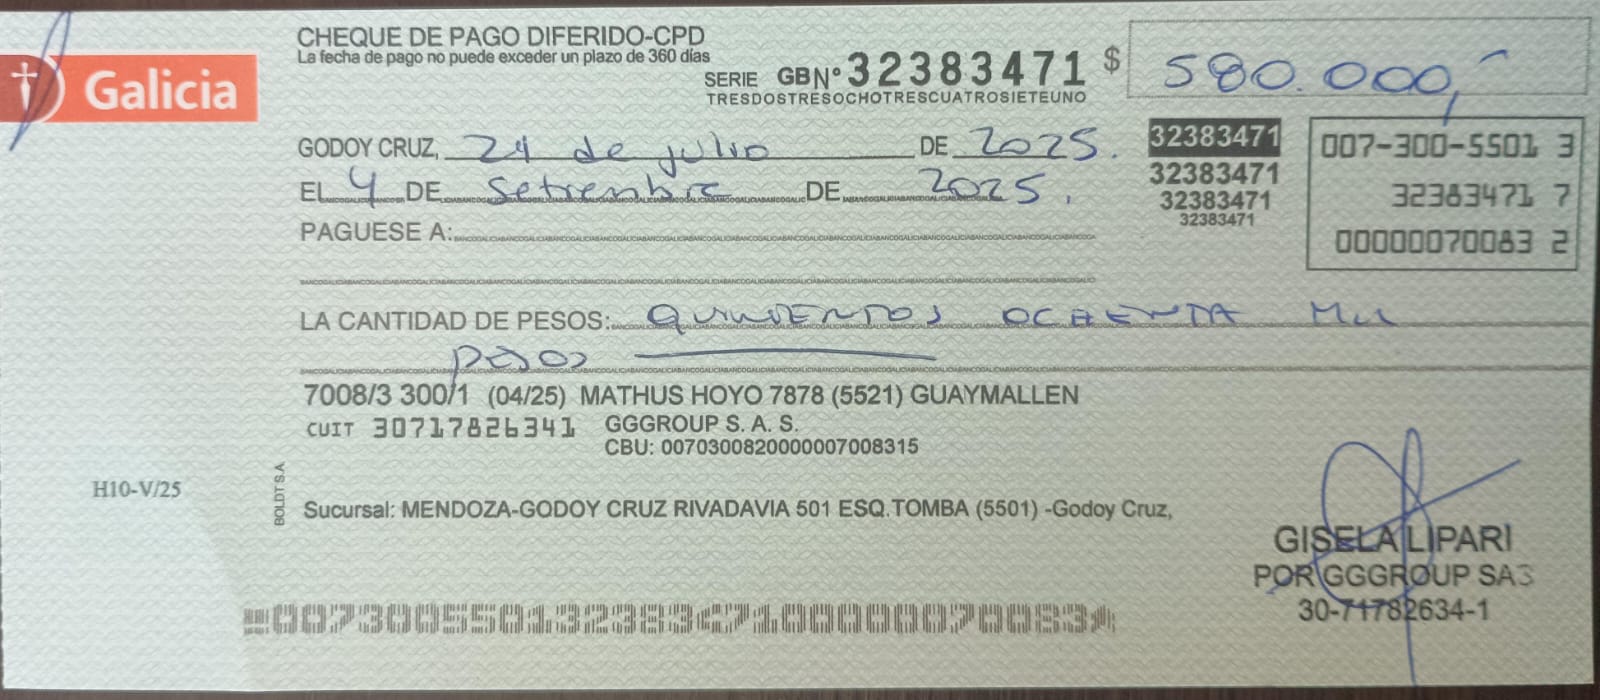 Galicia
CHEQUE DE PAGO DIFERIDO-CPD
La fecha de pago no puede exceder un plazo de 360 días
SERIE GB Nº 32383471 $ 580.000,-
TRESDOSTRESOCHOTRESCUATROSIETEUNO
GODOY CRUZ, 24 de julio DE 2025.
EL 4 DE Setiembre DE 2025.
PAGUESE A:
32383471
32383471
32383471
32383471
007-300-5501 3
32383471 7
00000070083 2
LA CANTIDAD DE PESOS: QUINIENTOS OCHENTA MIL
PESOS
7008/3 300/1 (04/25) MATHUS HOYO 7878 (5521) GUAYMALLEN
CUIT 30717826341 GGGROUP S. A. S.
CBU: 0070300820000007008315
H10-V/25
BOLDT S.A
Sucursal: MENDOZA-GODOY CRUZ RIVADAVIA 501 ESQ.TOMBA (5501) -Godoy Cruz,
GISELA LIPARI
POR GGGROUP SAS
30-71782634-1
00730055013238347100000070083